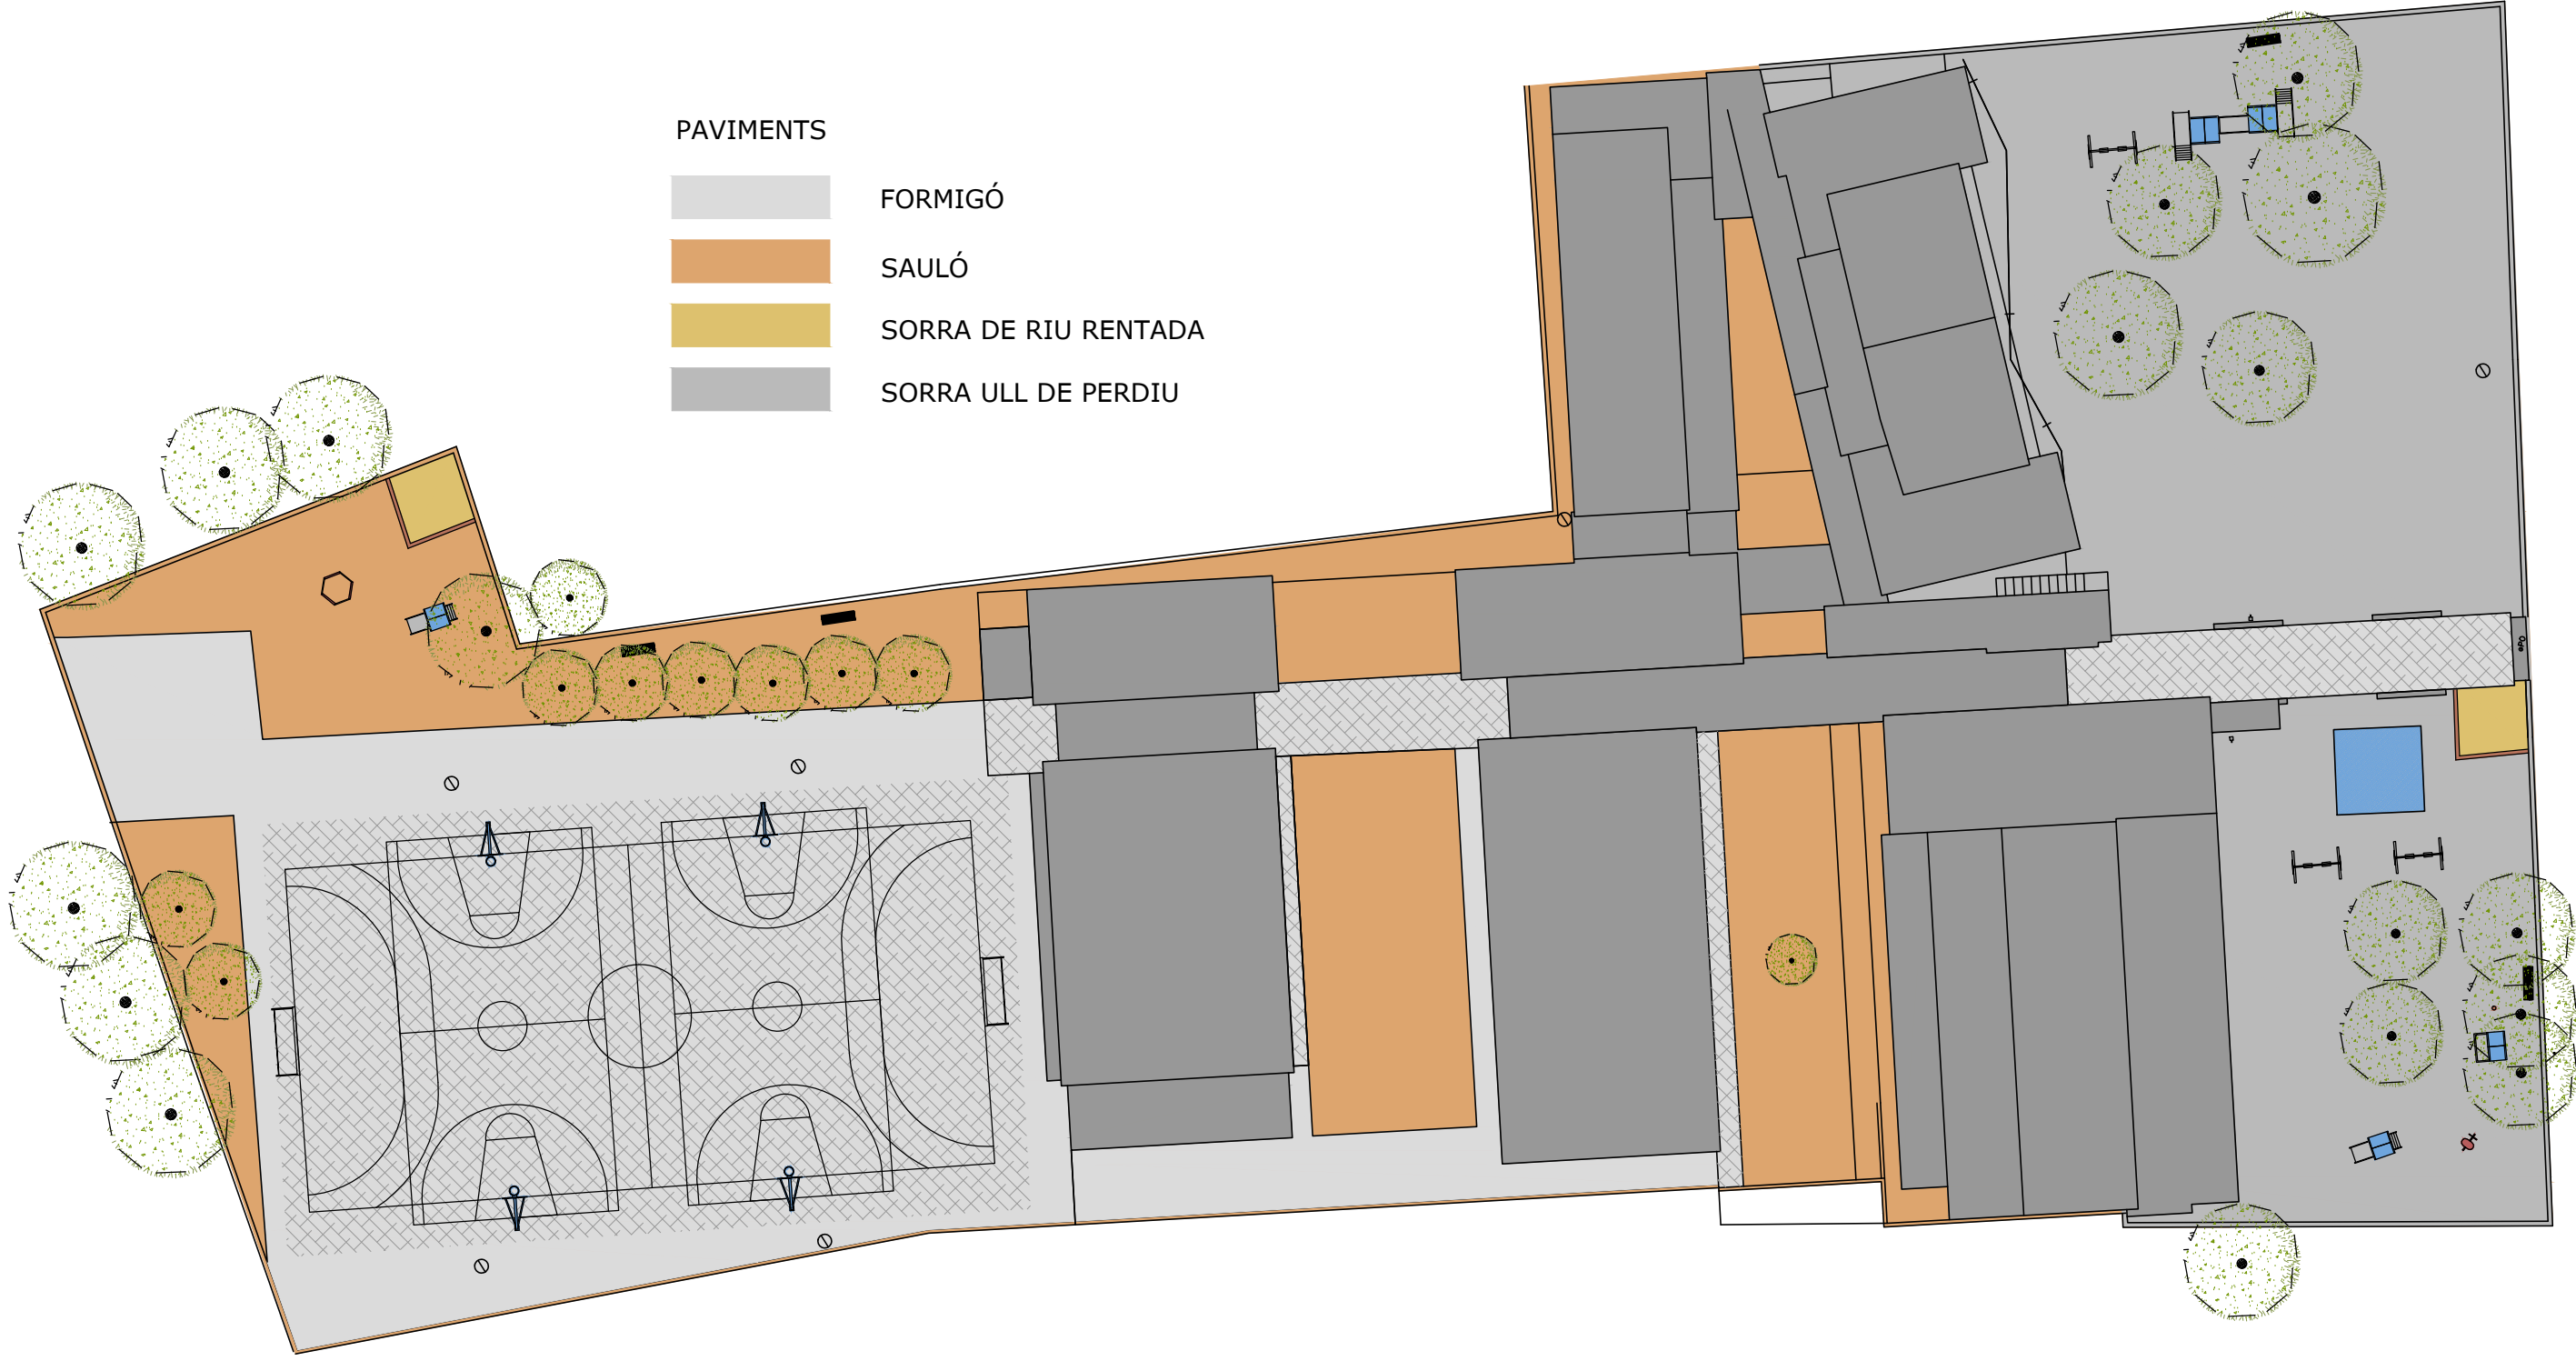 PAVIMENTS
FORMIGÓ
SAULÓ
SORRA DE RIU RENTADA
SORRA ULL DE PERDIU